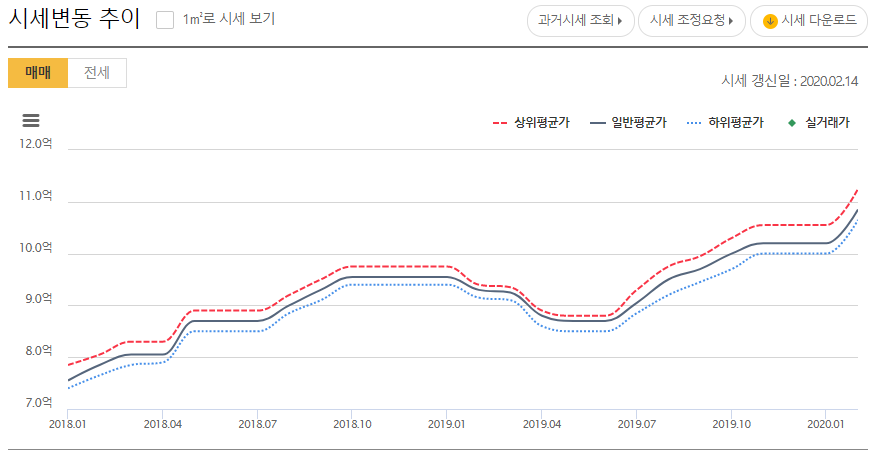 시세변동 추이 1㎡로 시세 보기 과거시세 조회 시세 조정요청 시세 다운로드
매매 전세 시세 갱신일 : 2020.02.14
상위평균가 일반평균가 하위평균가 실거래가
12.0억
11.0억
10.0억
9.0억
8.0억
7.0억
2018.01 2018.04 2018.07 2018.10 2019.01 2019.04 2019.07 2019.10 2020.01